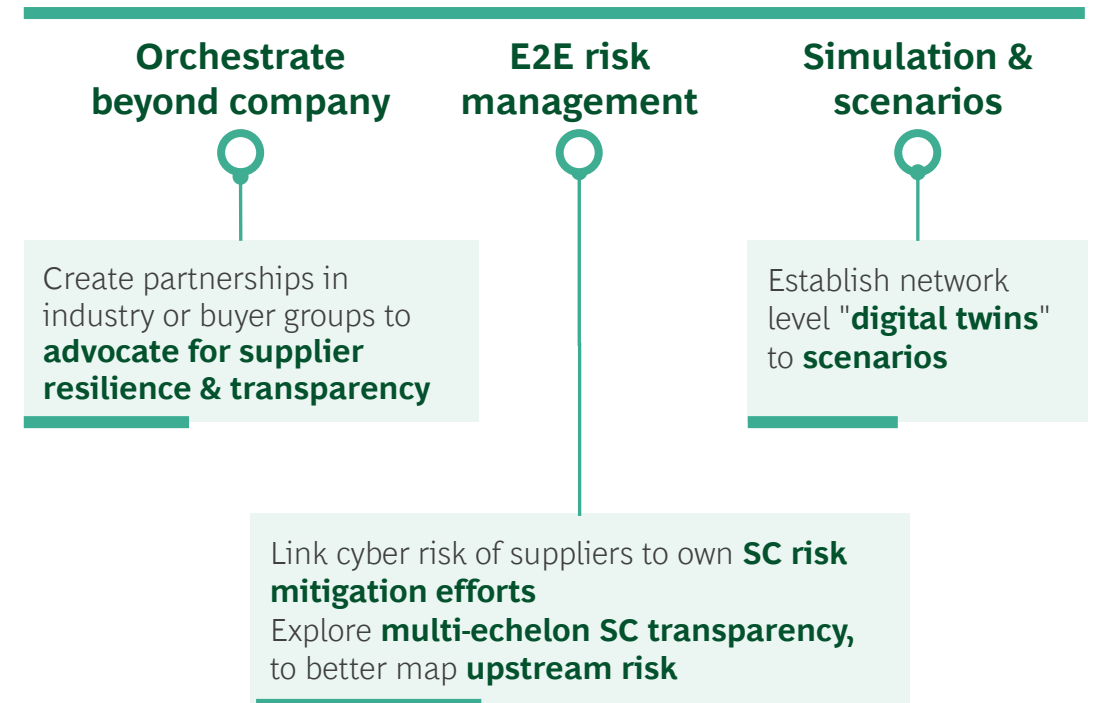 Orchestrate
beyond company
E2E risk
management
Simulation &
scenarios
Create partnerships in
industry or buyer groups to
advocate for supplier
resilience & transparency
Establish network
level "digital twins"
to scenarios
Link cyber risk of suppliers to own SC risk
mitigation efforts
Explore multi-echelon SC transparency,
to better map upstream risk